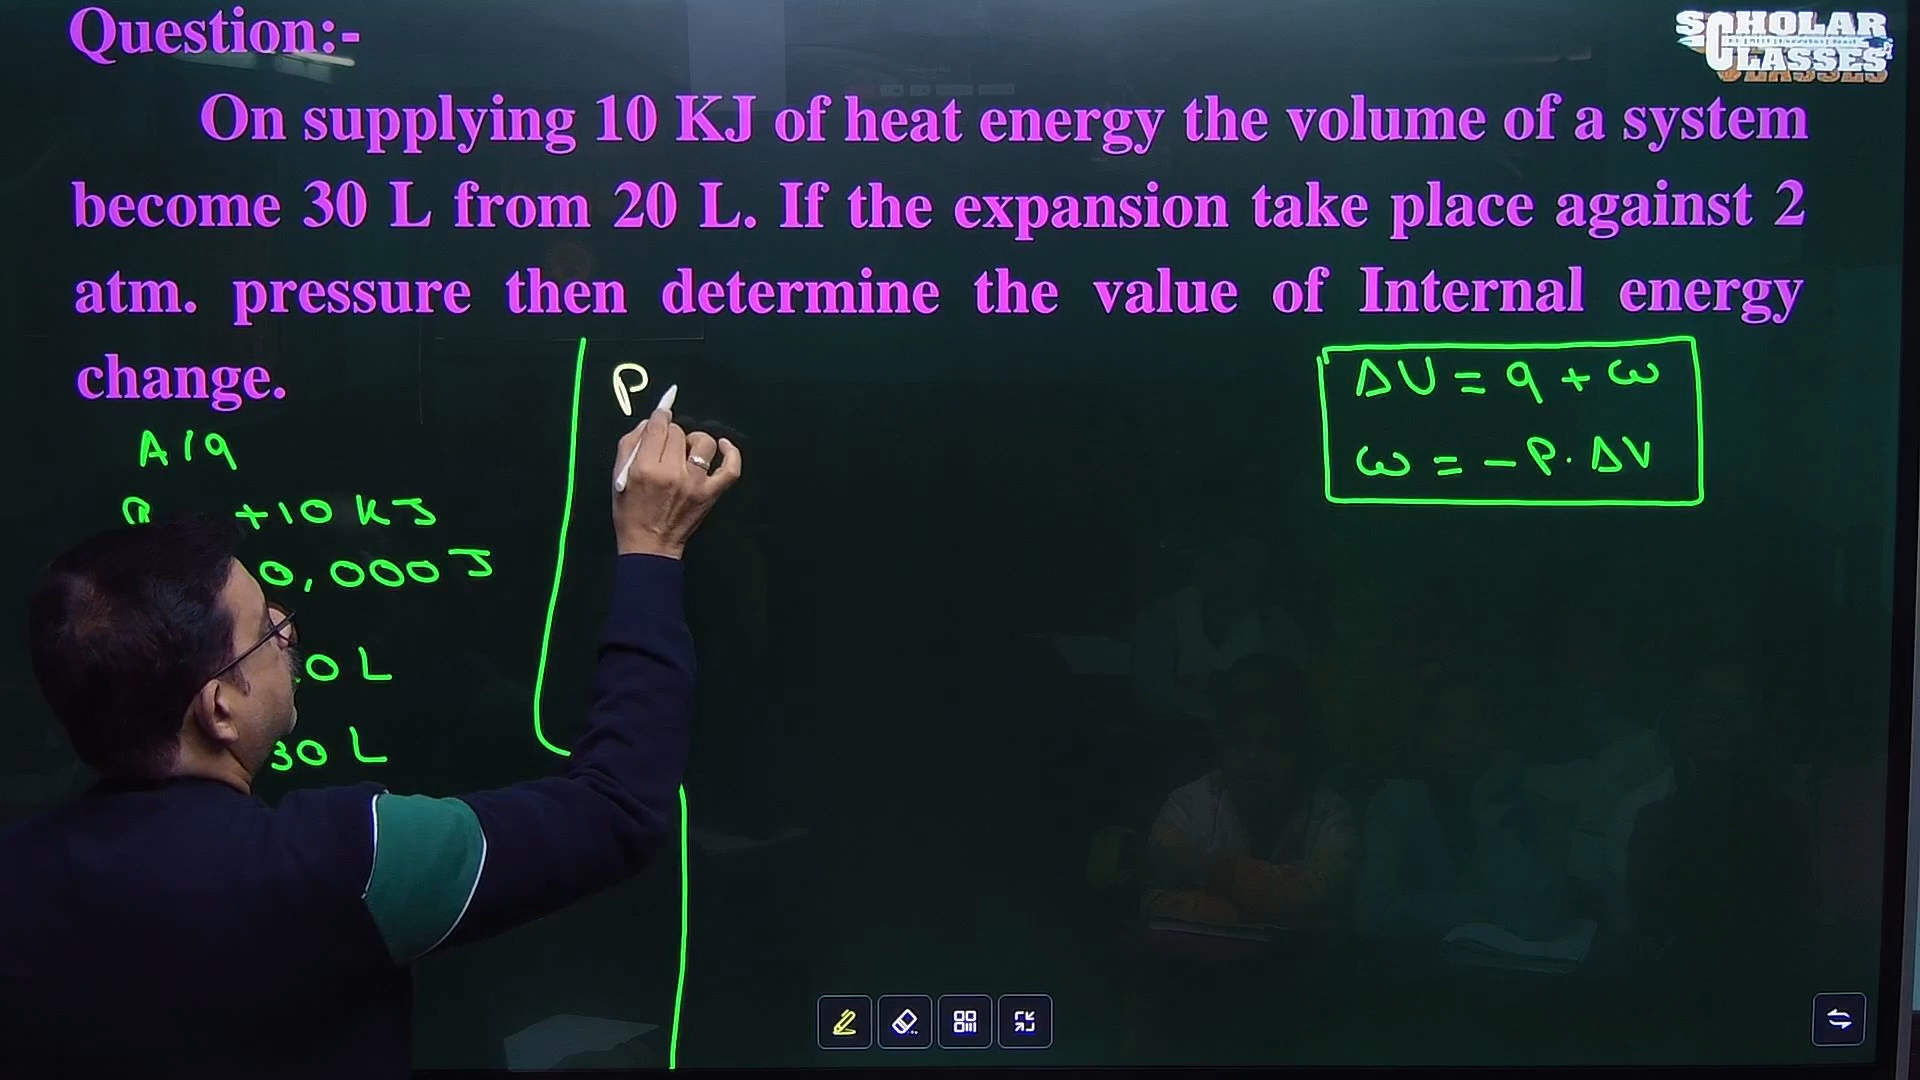 Question:-
SCHOLAR
CLASSES
On supplying 10 KJ of heat energy the volume of a system
become 30 L from 20 L. If the expansion take place against 2
atm. pressure then determine the value of Internal energy
change.
A/q
+10 KJ
0,000 J
0 L
30 L
P
ΔU = q + ω
ω = -P. ΔV